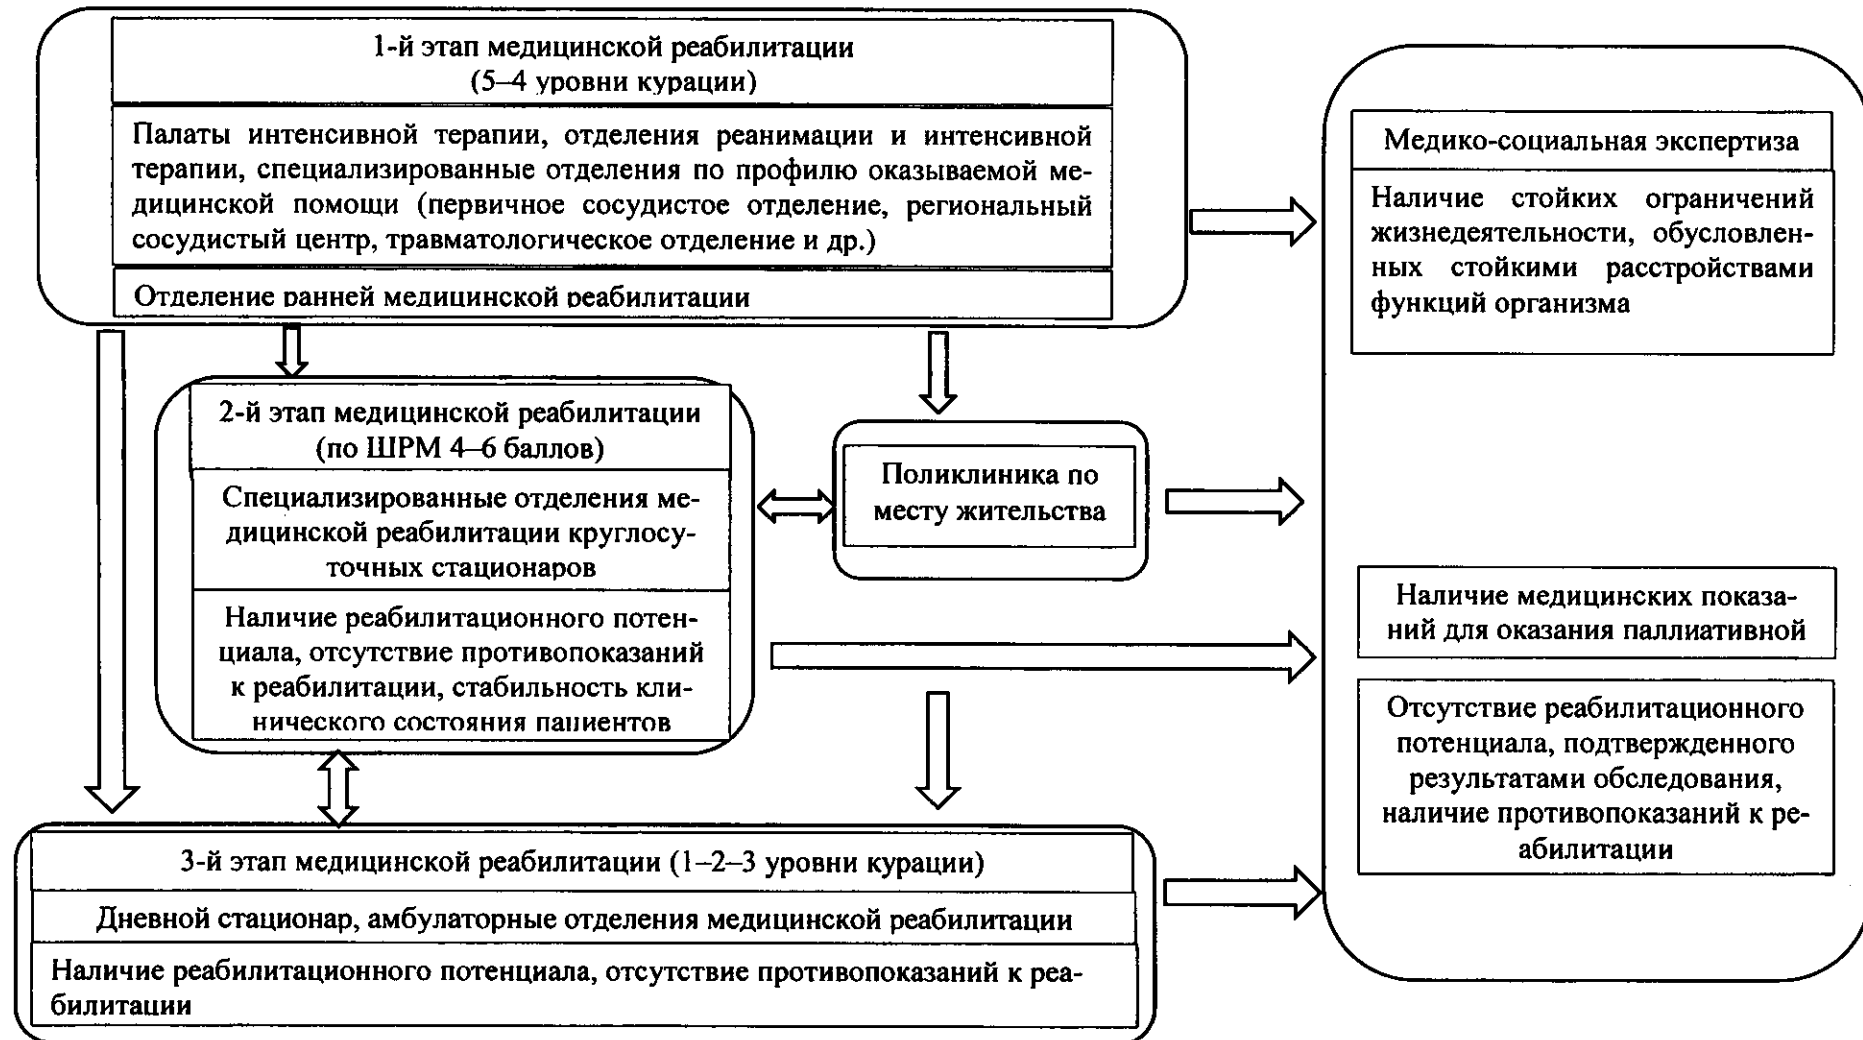 1-й этап медицинской реабилитации
(5–4 уровни курации)
Палаты интенсивной терапии, отделения реанимации и интенсивной
терапии, специализированные отделения по профилю оказываемой ме-
дицинской помощи (первичное сосудистое отделение, региональный
сосудистый центр, травматологическое отделение и др.)
Отделение ранней медицинской реабилитации
2-й этап медицинской реабилитации
(по ШРМ 4–6 баллов)
Специализированные отделения ме-
дицинской реабилитации круглосу-
точных стационаров
Наличие реабилитационного потен-
циала, отсутствие противопоказаний
к реабилитации, стабильность кли-
нического состояния пациентов
Поликлиника по
месту жительства
3-й этап медицинской реабилитации (1–2–3 уровни курации)
Дневной стационар, амбулаторные отделения медицинской реабилитации
Наличие реабилитационного потенциала, отсутствие противопоказаний к реа-
билитации
Медико-социальная экспертиза
Наличие стойких ограничений
жизнедеятельности, обусловлен-
ных стойкими расстройствами
функций организма
Наличие медицинских показа-
ний для оказания паллиативной
Отсутствие реабилитационного
потенциала, подтвержденного
результатами обследования,
наличие противопоказаний к ре-
абилитации